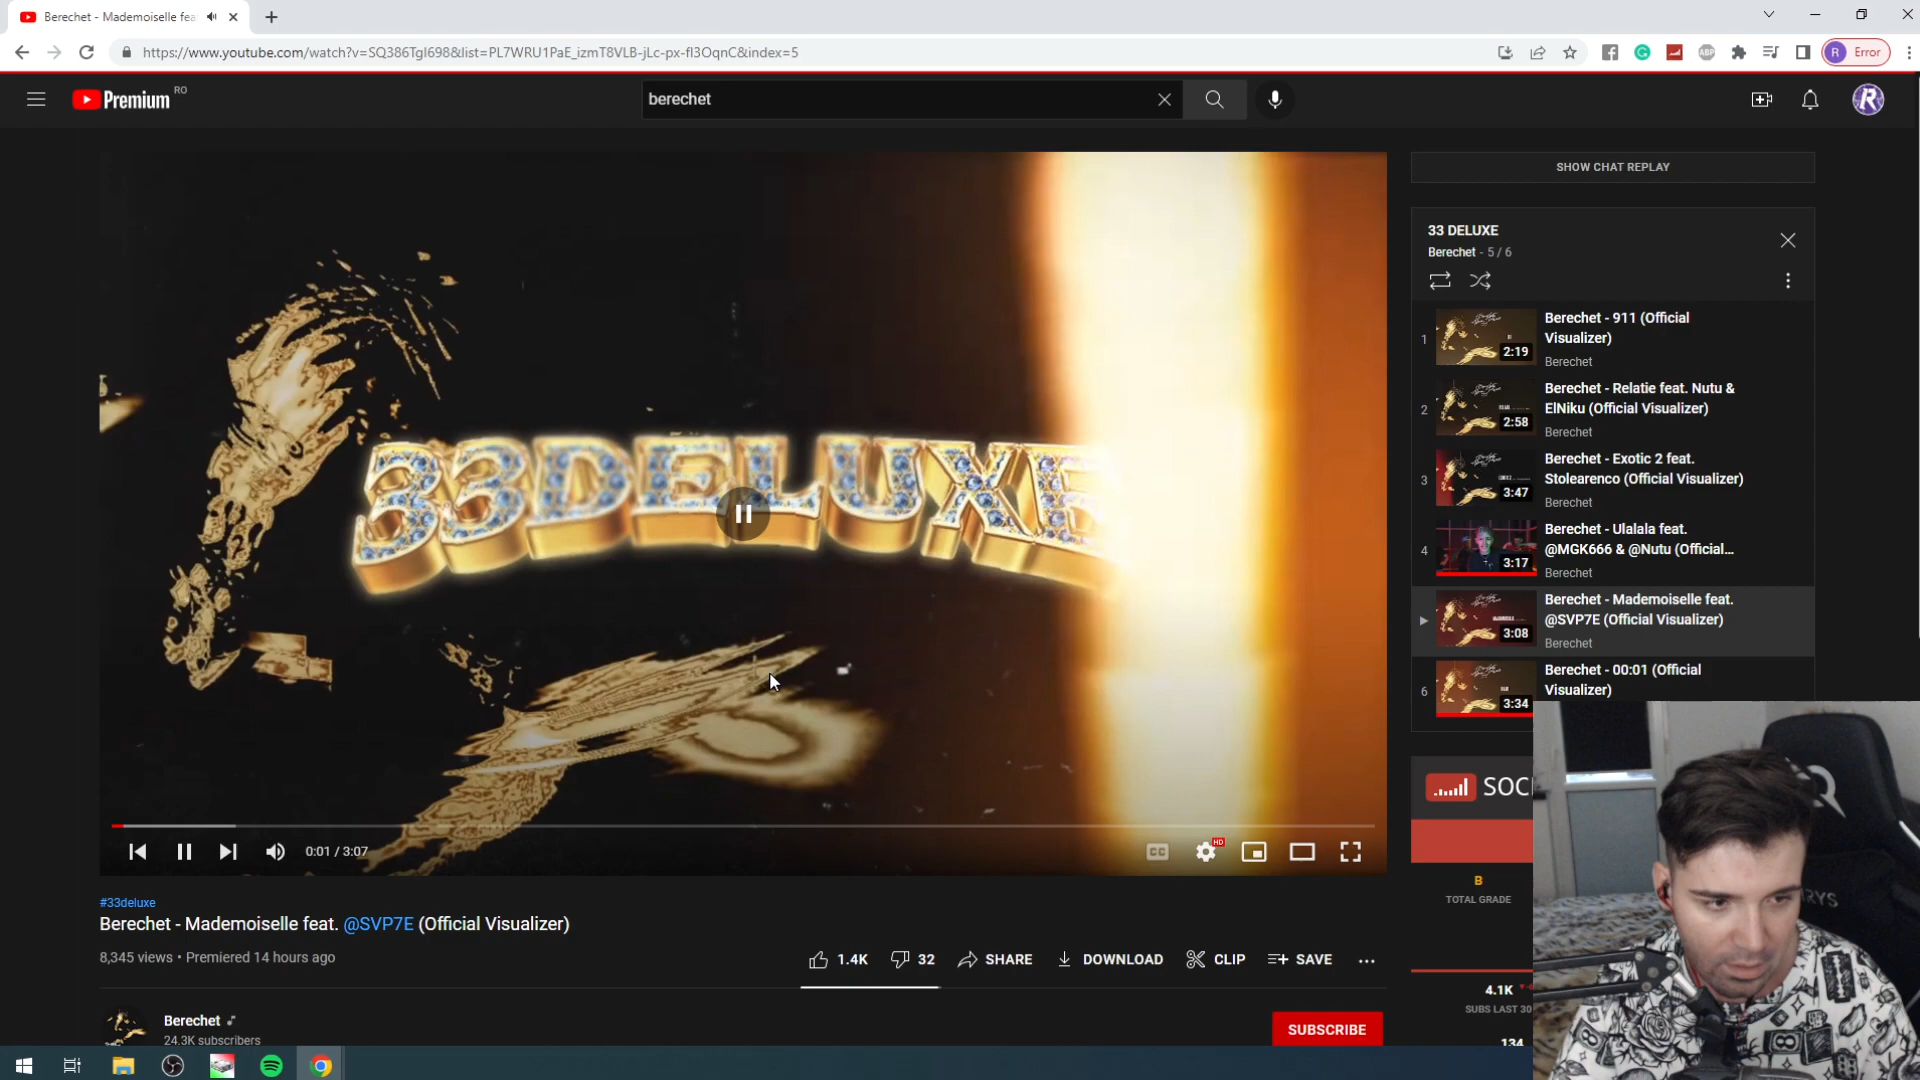 Berechet - Mademoiselle fea
https://www.youtube.com/watch?v=SQ386Tgl698&list=PL7WRU1PaE_izmT8VLB-jLc-px-fI3OqnC&index=5
ABP
R Error
Premium RO
berechet
R
SHOW CHAT REPLAY
33 DELUXE
Berechet - 5 / 6
1
2:19
Berechet - 911 (Official
Visualizer)
Berechet
2
2:58
Berechet - Relatie feat. Nutu &
ElNiku (Official Visualizer)
Berechet
3
3:47
Berechet - Exotic 2 feat.
Stolearenco (Official Visualizer)
Berechet
4
3:17
Berechet - Ulalala feat.
@MGK666 & @Nutu (Official...
Berechet
3:08
Berechet - Mademoiselle feat.
@SVP7E (Official Visualizer)
Berechet
6
3:34
Berechet - 00:01 (Official
Visualizer)
33DELUXE
0:01 / 3:07
CC
HD
#33deluxe
Berechet - Mademoiselle feat. @SVP7E (Official Visualizer)
8,345 views • Premiered 14 hours ago
1.4K
32
SHARE
DOWNLOAD
CLIP
SAVE
Berechet
24.3K subscribers
SUBSCRIBE
SOCI
B
TOTAL GRADE
4.1K
SUBS LAST 30
134